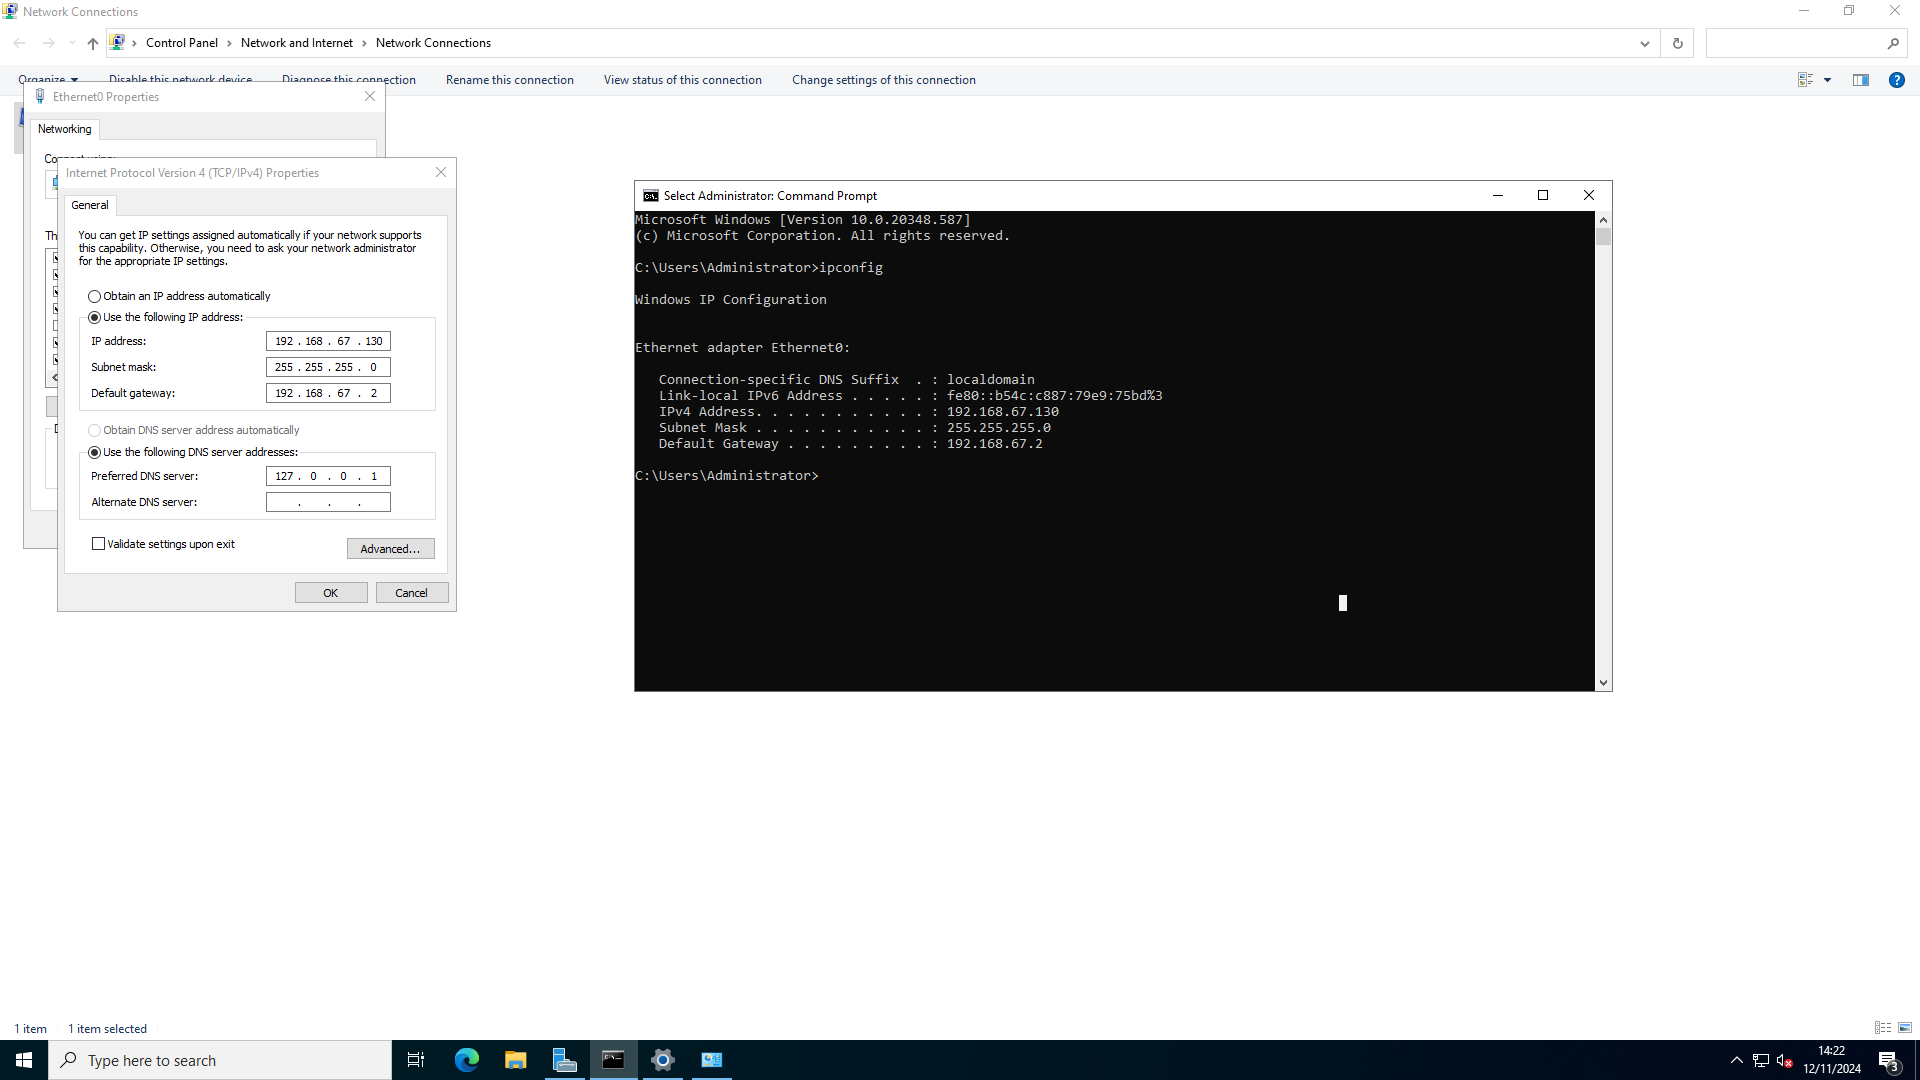 Network Connections
Control Panel > Network and Internet > Network Connections
Organize Disable this network device Diagnose this connection Rename this connection View status of this connection Change settings of this connection
Ethernet0 Properties
Networking
Connect using:
Th
Internet Protocol Version 4 (TCP/IPv4) Properties
General
You can get IP settings assigned automatically if your network supports
this capability. Otherwise, you need to ask your network administrator
for the appropriate IP settings.
Obtain an IP address automatically
Use the following IP address:
IP address: 192 . 168 . 67 . 130
Subnet mask: 255 . 255 . 255 . 0
Default gateway: 192 . 168 . 67 . 2
Obtain DNS server address automatically
Use the following DNS server addresses:
Preferred DNS server: 127 . 0 . 0 . 1
Alternate DNS server: . . .
Validate settings upon exit
Advanced...
OK Cancel
Select Administrator: Command Prompt
Microsoft Windows [Version 10.0.20348.587]
(c) Microsoft Corporation. All rights reserved.
C:\Users\Administrator>ipconfig
Windows IP Configuration
Ethernet adapter Ethernet0:
Connection-specific DNS Suffix . : localdomain
Link-local IPv6 Address . . . . . : fe80::b54c:c887:79e9:75bd%3
IPv4 Address. . . . . . . . . . . : 192.168.67.130
Subnet Mask . . . . . . . . . . . : 255.255.255.0
Default Gateway . . . . . . . . . : 192.168.67.2
C:\Users\Administrator>
1 item 1 item selected
Type here to search
14:22
12/11/2024
3